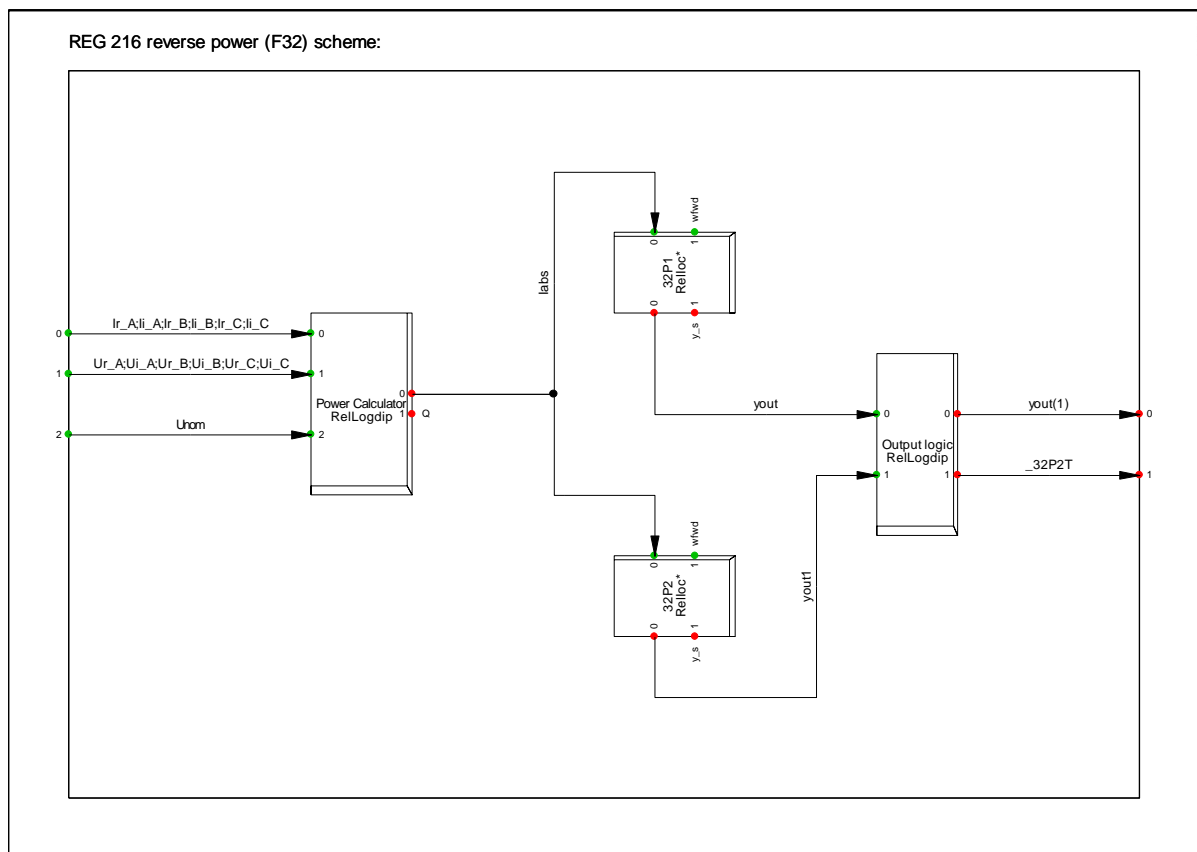 REG 216 reverse power (F32) scheme:
wfwd
0
1
32P1
Relloc*
0
1
y_s
Iabs
0
Ir_A;Ii_A;Ir_B;Ii_B;Ir_C;Ii_C
0
1
Ur_A;Ui_A;Ur_B;Ui_B;Ur_C;Ui_C
1
2
Unom
2
Power Calculator
RelLogdip
0
1
Q
yout
0
Output logic
RelLogdip
1
0
yout(1)
0
1
_32P2T
1
wfwd
0
1
32P2
Relloc*
0
1
y_s
yout1